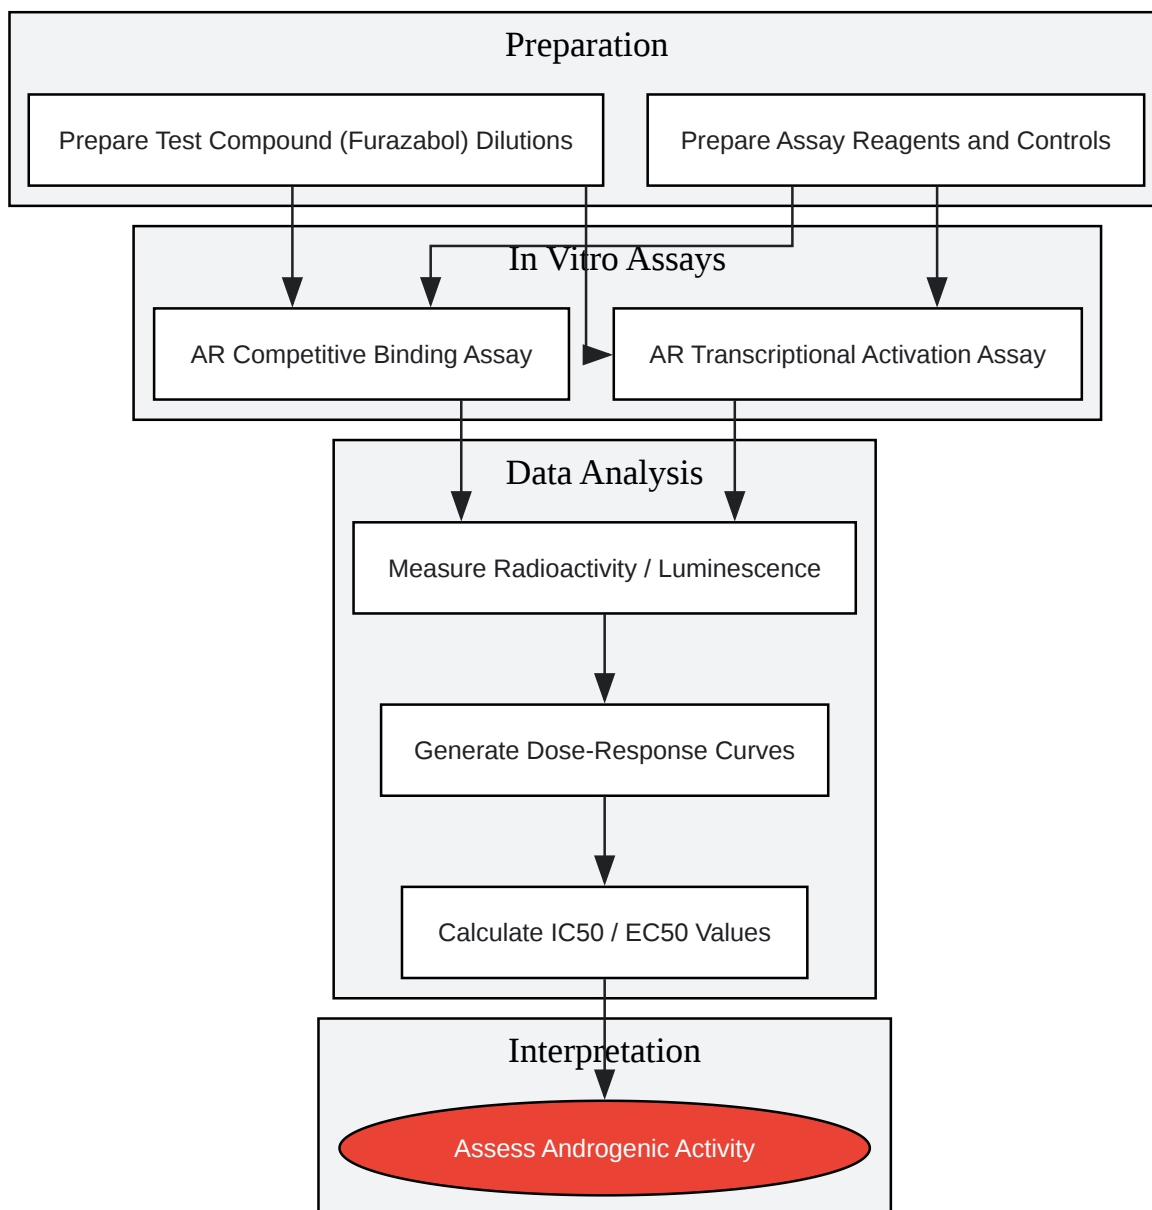 Preparation
Prepare Test Compound (Furazabol) Dilutions
Prepare Assay Reagents and Controls
In Vitro Assays
AR Competitive Binding Assay
AR Transcriptional Activation Assay
Data Analysis
Measure Radioactivity / Luminescence
Generate Dose-Response Curves
Calculate IC50 / EC50 Values
Interpretation
Assess Androgenic Activity